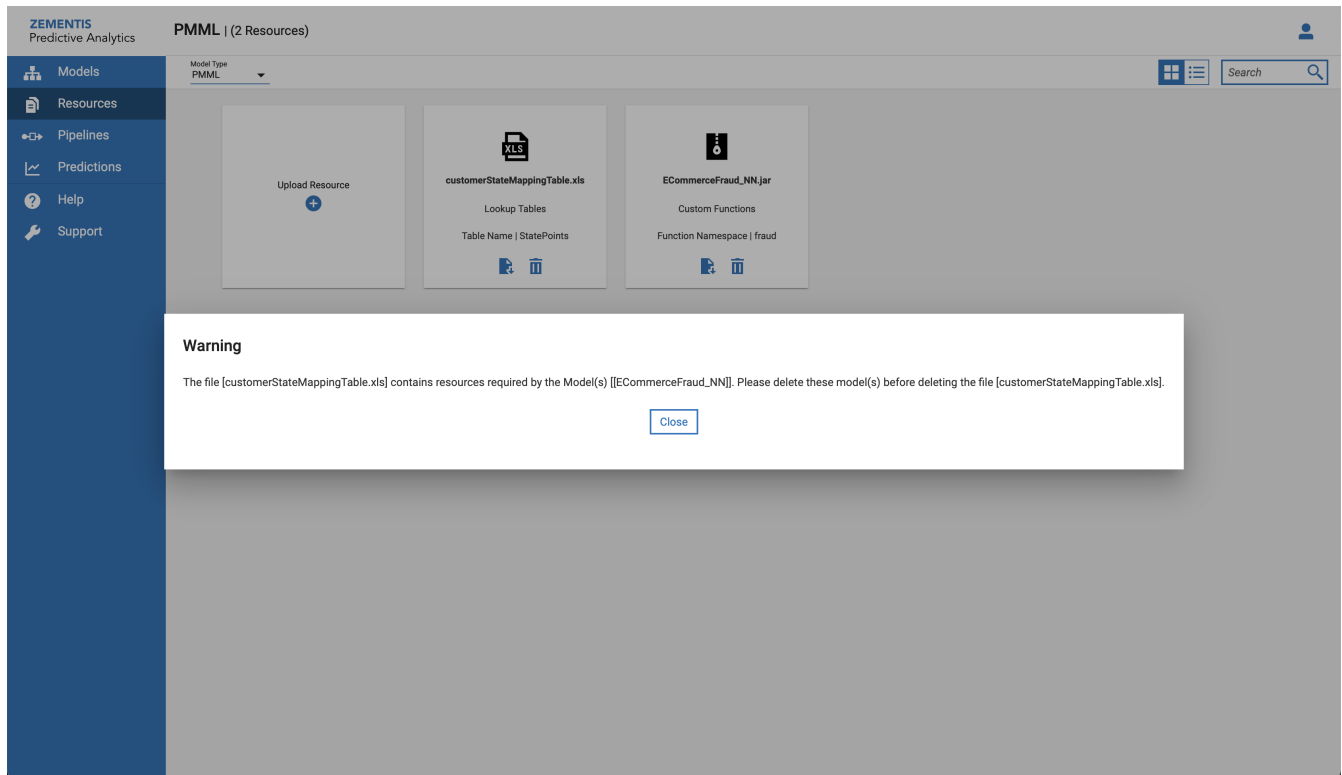 ZEMENTIS
Predictive Analytics
PMML | (2 Resources)
Models
Resources
Pipelines
Predictions
Help
Support
Model Type
PMML
Search
Upload Resource
XLS
customerStateMappingTable.xls
Lookup Tables
Table Name | StatePoints
ECommerceFraud_NN.jar
Custom Functions
Function Namespace | fraud
Warning
The file [customerStateMappingTable.xls] contains resources required by the Model(s) [[ECommerceFraud_NN]]. Please delete these model(s) before deleting the file [customerStateMappingTable.xls].
Close